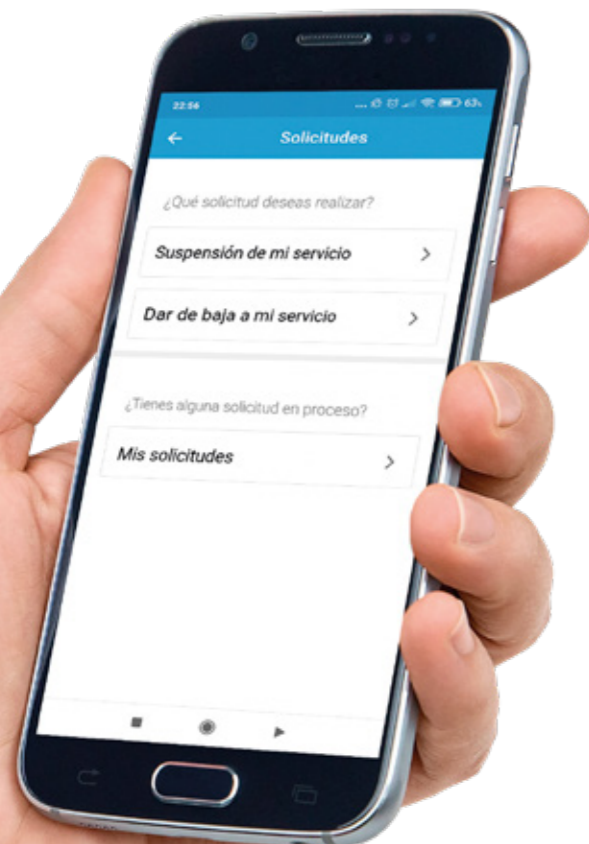 22:56
... 63%
Solicitudes
¿Qué solicitud deseas realizar?
Suspensión de mi servicio
Dar de baja a mi servicio
¿Tienes alguna solicitud en proceso?
Mis solicitudes